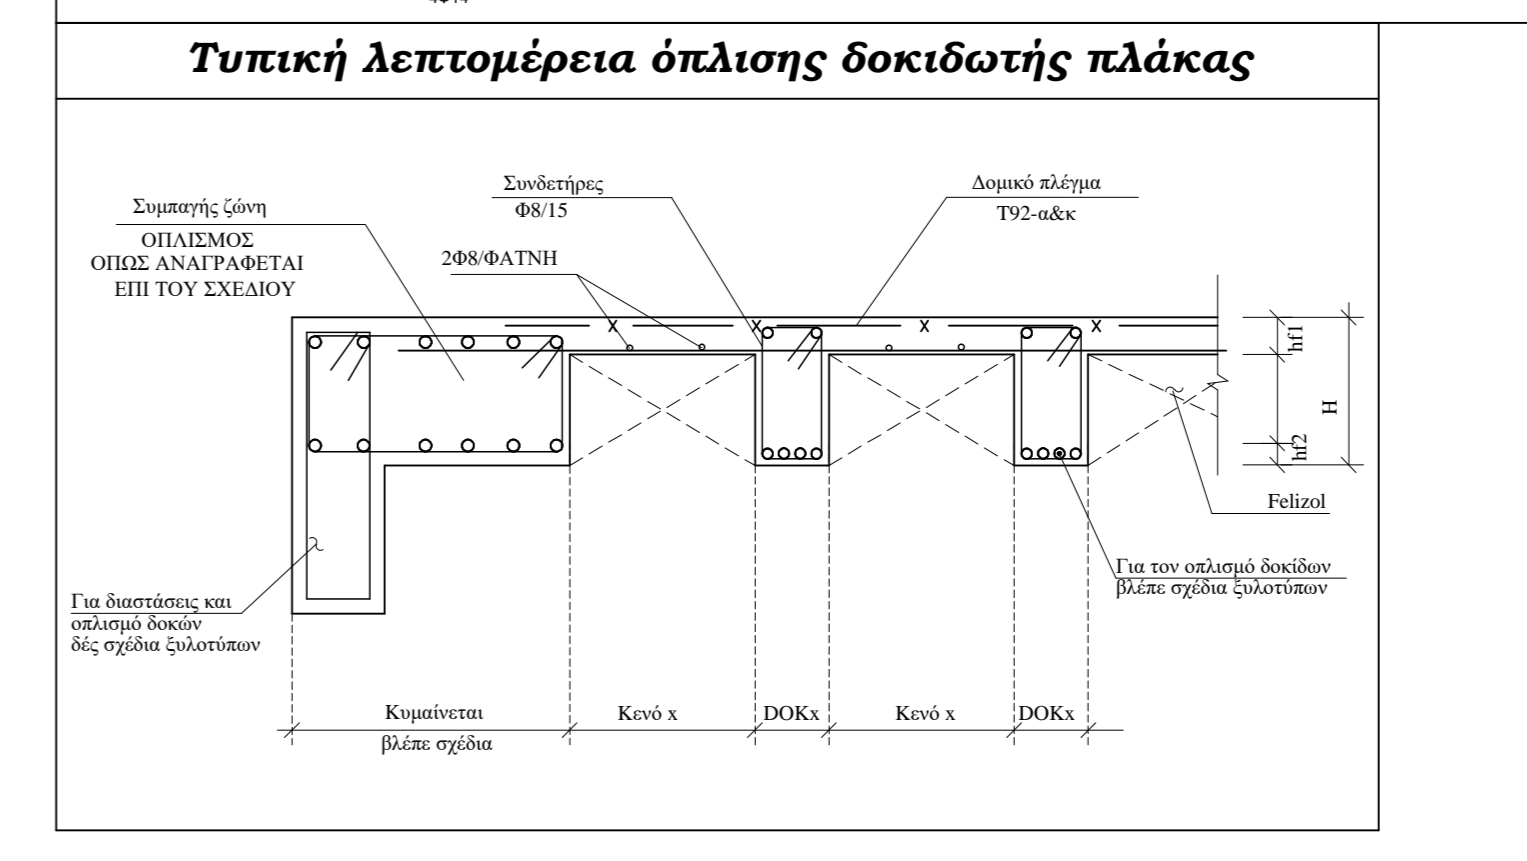 Τυπική λεπτομέρεια όπλισης δοκιδωτής πλάκας
Συμπαγής ζώνη
ΟΠΛΙΣΜΟΣ
ΟΠΩΣ ΑΝΑΓΡΑΦΕΤΑΙ
ΕΠΙ ΤΟΥ ΣΧΕΔΙΟΥ
Συνδετήρες
Φ8/15
2Φ8/ΦΑΤΝΗ
Δομικό πλέγμα
Τ92-α&κ
x
x
x
x
hf1
H
hf2
Felizol
Για τον οπλισμό δοκίδων
βλέπε σχέδια ξυλοτύπων
Για διαστάσεις και
οπλισμό δοκών
δές σχέδια ξυλοτύπων
Κυμαίνεται
βλέπε σχέδια
Κενό x
DOKx
Κενό x
DOKx